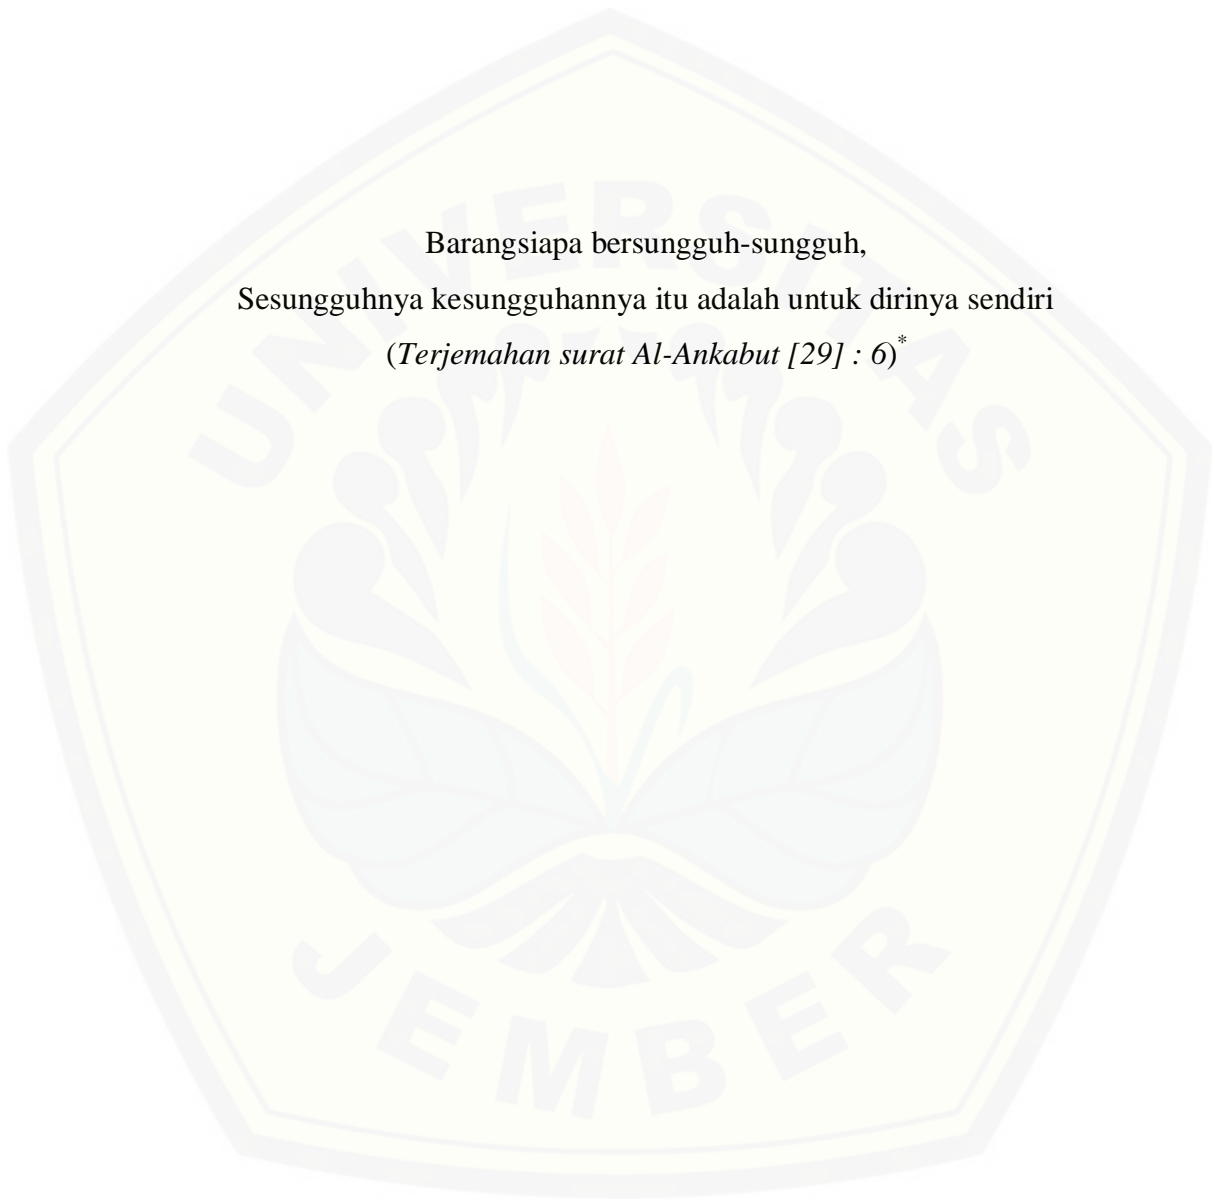 UNIVERSITAS
Barangsiapa bersungguh-sungguh,
Sesungguhnya kesungguhannya itu adalah untuk dirinya sendiri
(Terjemahan surat Al-Ankabut [29] : 6)*
JEMBER